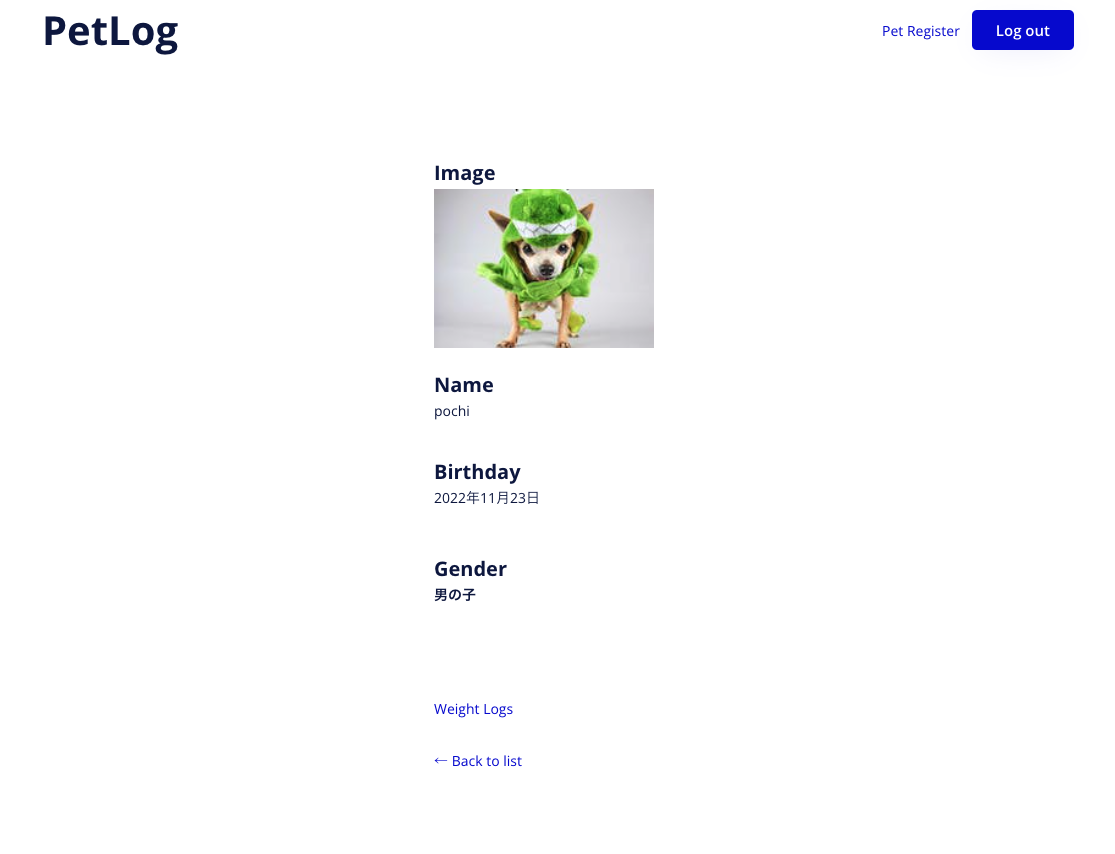 PetLog
Pet Register
Log out
Image
Name
pochi
Birthday
2022年11月23日
Gender
男の子
Weight Logs
← Back to list